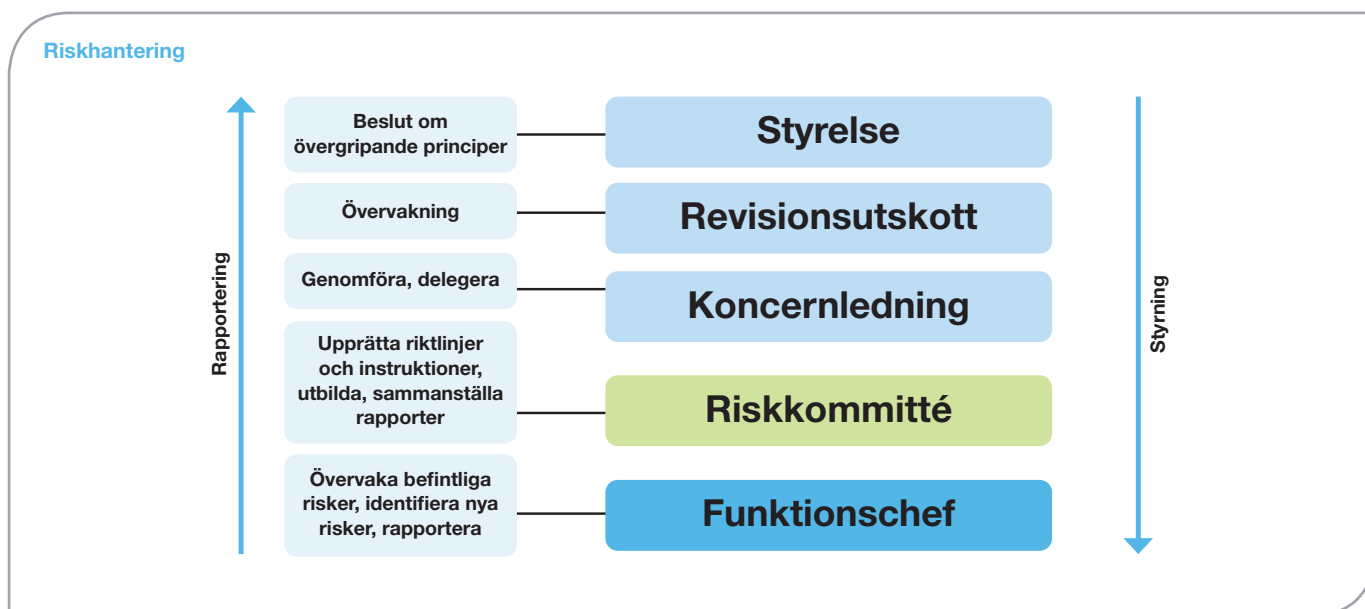 Riskhantering
Rapportering
Beslut om
övergripande principer
Styrelse
Övervakning
Revisionsutskott
Genomföra, delegera
Koncernledning
Upprätta riktlinjer
och instruktioner,
utbilda, sammanställa
rapporter
Riskkommitté
Övervaka befintliga
risker, identifiera nya
risker, rapportera
Funktionschef
Styrning